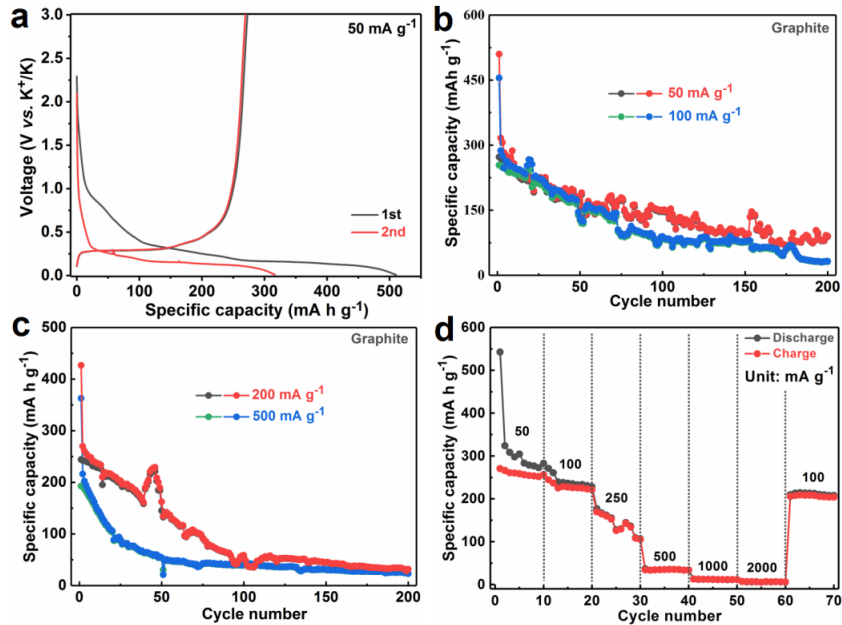 a
50 mA g-1
3.0
2.5
2.0
1.5
1.0
0.5
0.0
Voltage (V vs. K+/K)
1st
2nd
0 100 200 300 400 500
Specific capacity (mA h g-1)
b
Graphite
600
450
300
150
0
Specific capacity (mAh g-1)
50 mA g-1
100 mA g-1
0 50 100 150 200
Cycle number
c
Graphite
500
400
300
200
100
0
Specific capacity (mA h g-1)
200 mA g-1
500 mA g-1
0 50 100 150 200
Cycle number
d
Discharge
Charge
Unit: mA g-1
600
500
400
300
200
100
0
Specific capacity (mA h g-1)
50
100
250
500
1000
2000
100
0 10 20 30 40 50 60 70
Cycle number